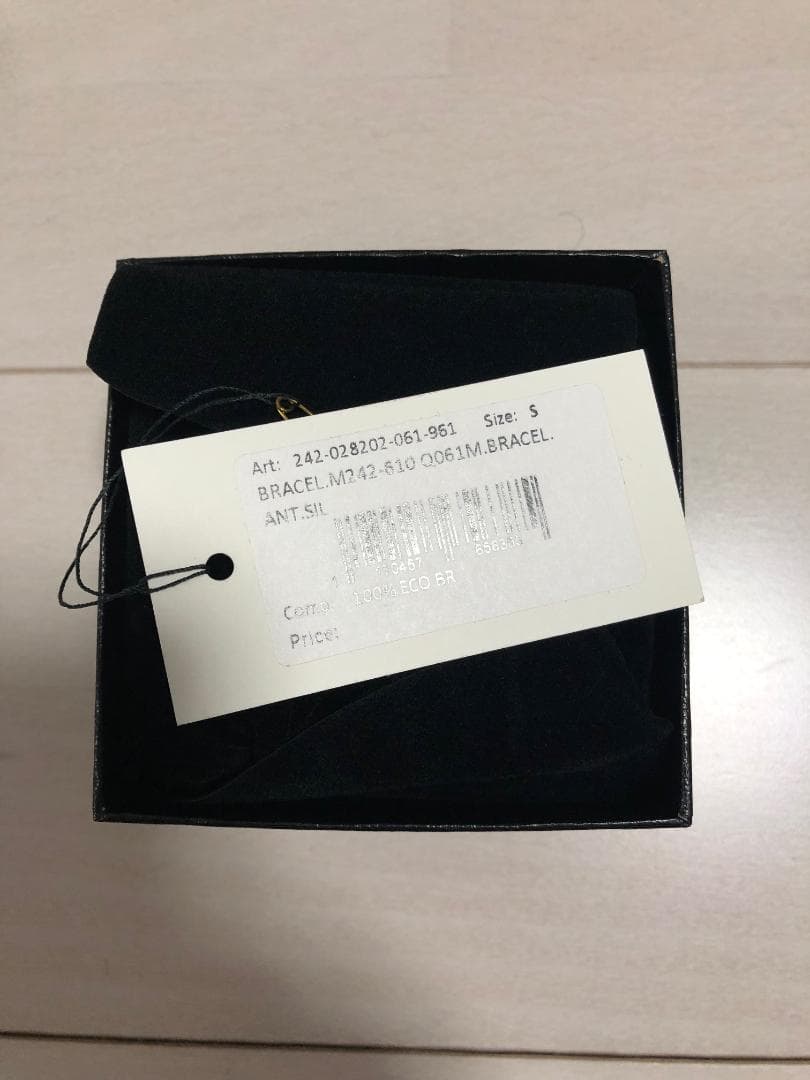 Art: 242-028202-061-961 Size: S
BRACEL.M242-610 Q061M.BRACEL.
ANT.SIL
Comp: 100% ECO BR
Price: